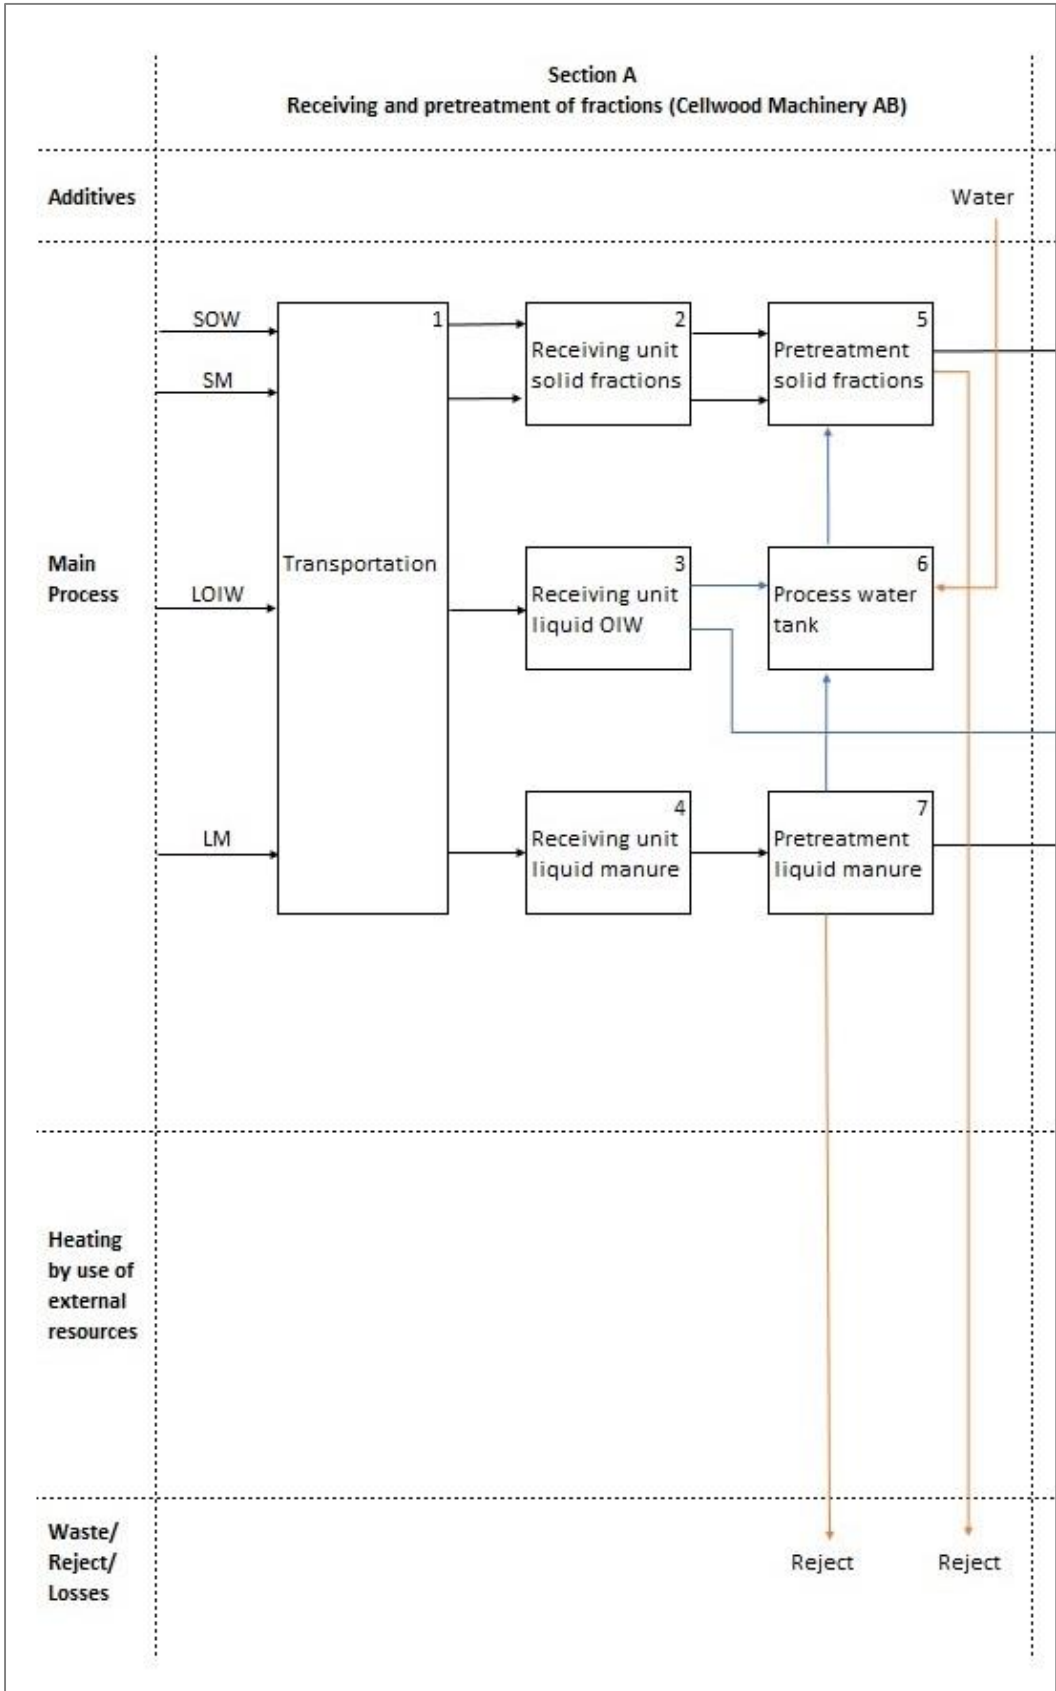 Section A
Receiving and pretreatment of fractions (Cellwood Machinery AB)
Additives
Water
SOW
SM
LOIW
LM
Main
Process
1
Transportation
2
Receiving unit
solid fractions
5
Pretreatment
solid fractions
3
Receiving unit
liquid OIW
6
Process water
tank
4
Receiving unit
liquid manure
7
Pretreatment
liquid manure
Heating
by use of
external
resources
Waste/
Reject/
Losses
Reject
Reject